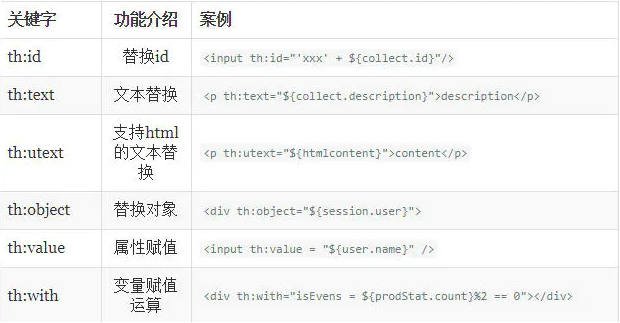 关键字 功能介绍 案例
th:id 替换id <input th:id="'xxx' + ${collect.id}"/>
th:text 文本替换 <p th:text="${collect.description}">description</p>
支持html
th:utext 的文本替 <p th:utext="${htmlcontent}">content</p>
换
th:object 替换对象 <div th:object="${session.user}">
th:value 属性赋值 <input th:value = "${user.name}" />
变量赋值
th:with <div th:with="isEvens = ${prodStat.count}%2 == 0"></div>
运算